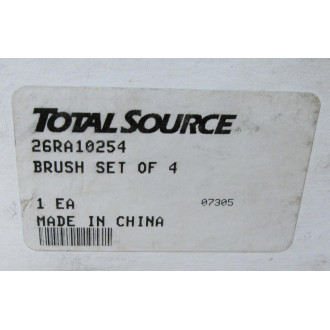 TOTAL SOURCE
26RA10254
BRUSH SET OF 4
1 EA 07305
MADE IN CHINA